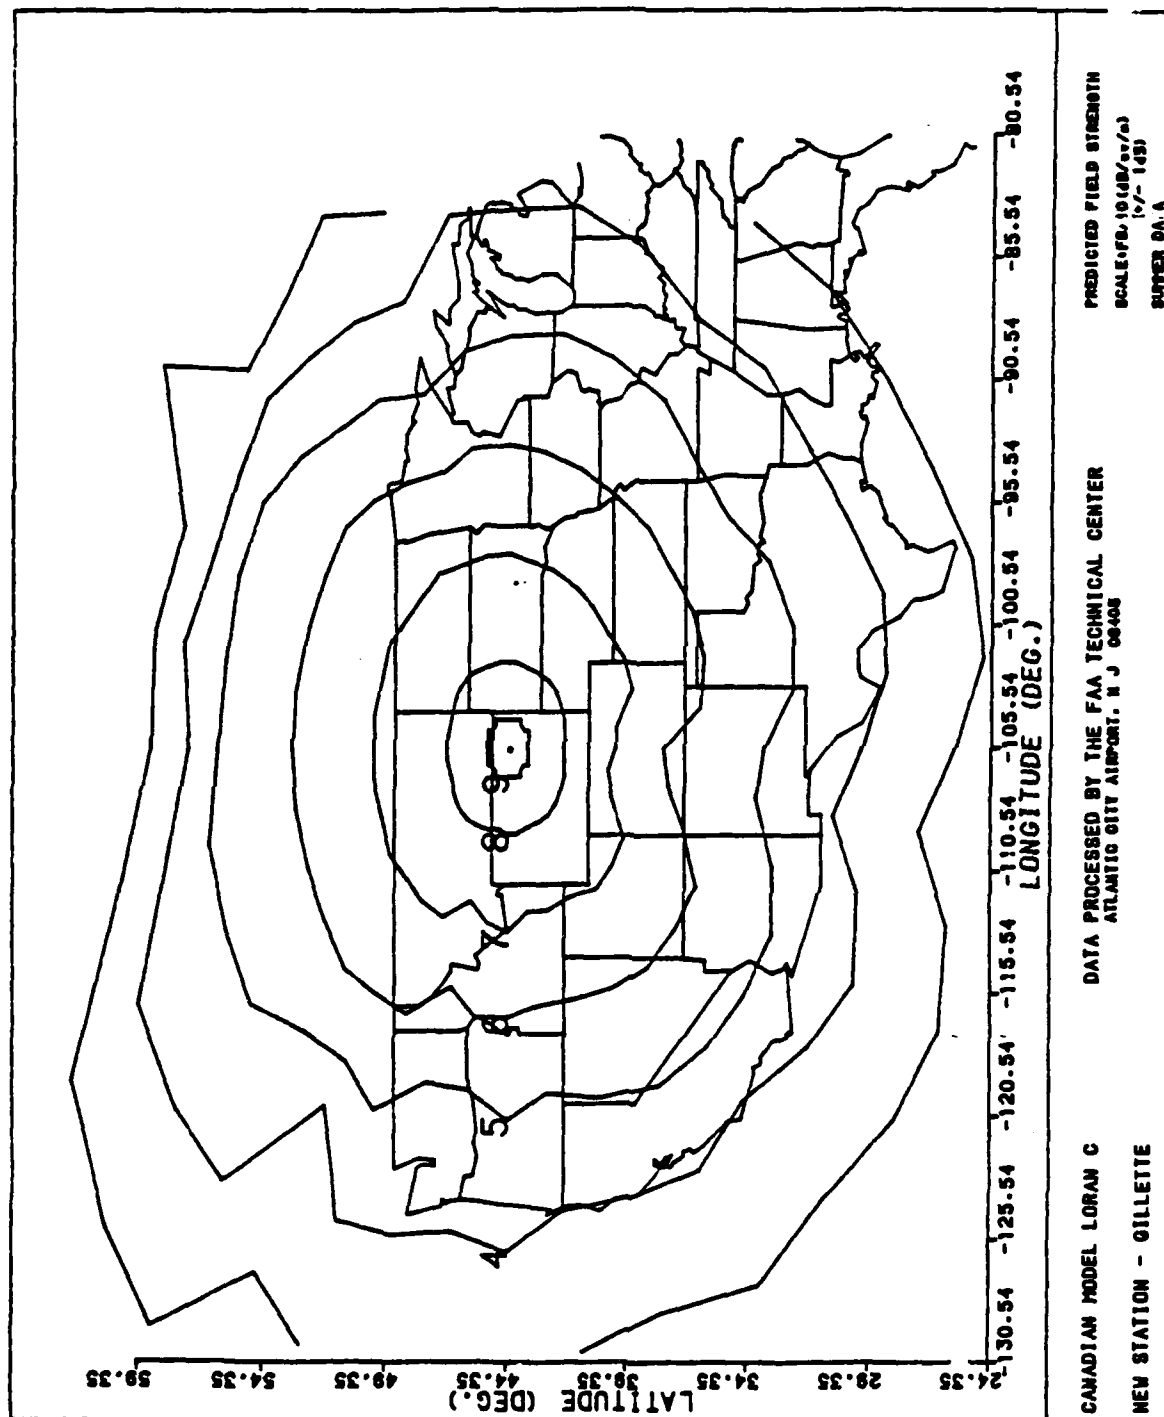 59.35
54.35
49.35
44.35
39.35
34.35
29.35
24.35
LATITUDE (DEG.)
-130.54
-125.54
-120.54
-115.54
-110.54
-105.54
-100.54
-95.54
-90.54
-85.54
-80.54
LONGITUDE (DEG.)
4
5
6
7
8
9
CANADIAN MODEL LORAN C
NEW STATION - GILLETTE
DATA PROCESSED BY THE FAA TECHNICAL CENTER
ATLANTIC CITY AIRPORT, N J 08405
PREDICTED FIELD STRENGTH
(+/- 1dB)
SUMMER DATA